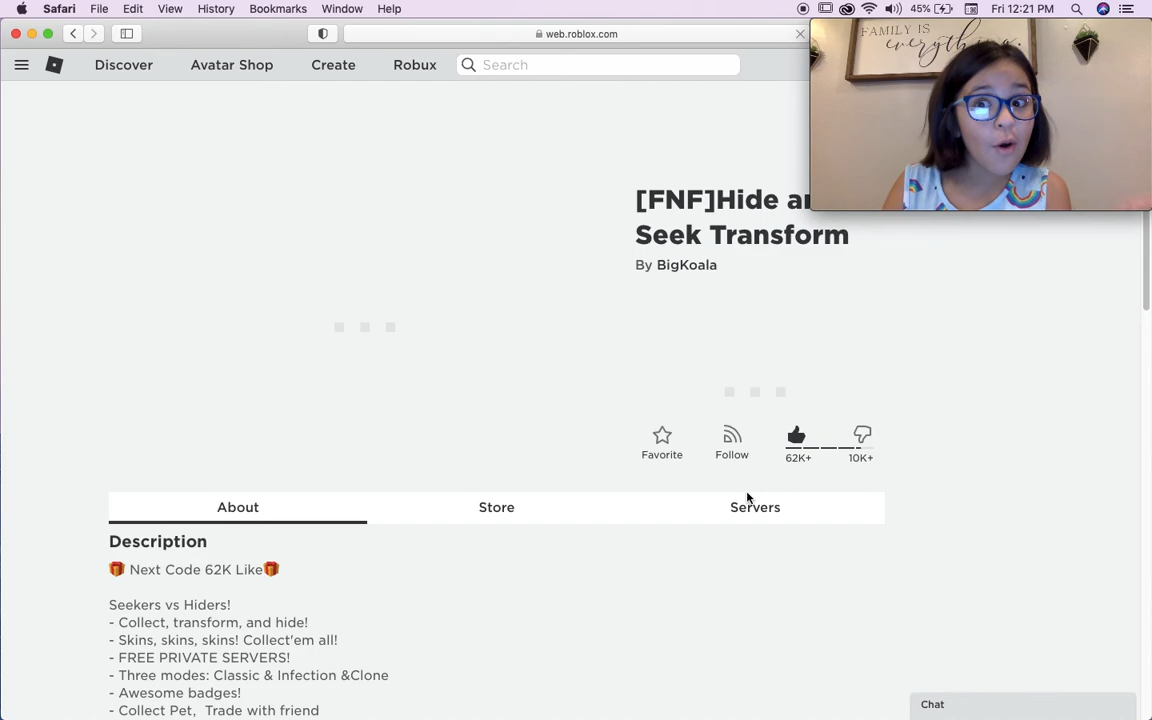 Safari File Edit View History Bookmarks Window Help 45% Fri 12:21 PM
web.roblox.com
Discover Avatar Shop Create Robux Search
FAMILY IS
everything.
[FNF]Hide
Seek Transform
By BigKoala
Favorite Follow 62K+ 10K+
About Store Servers
Description
🎁 Next Code 62K Like🎁
Seekers vs Hiders!
- Collect, transform, and hide!
- Skins, skins, skins! Collect'em all!
- FREE PRIVATE SERVERS!
- Three modes: Classic & Infection &Clone
- Awesome badges!
- Collect Pet, Trade with friend
Chat